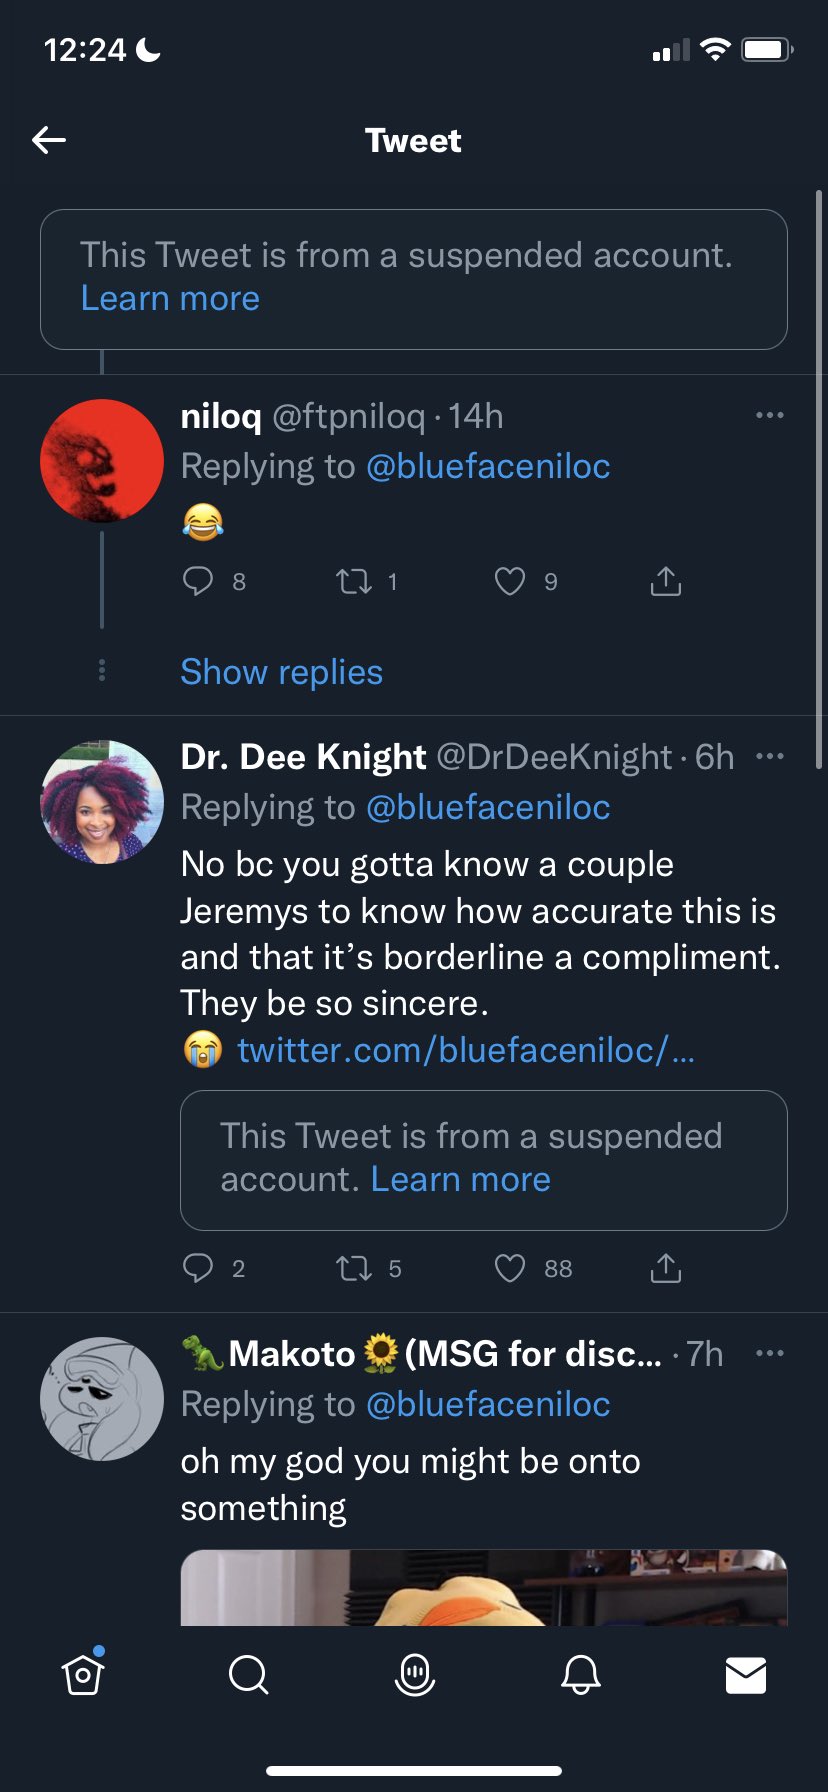 12:24
Tweet
This Tweet is from a suspended account.
Learn more
niloq @ftpniloq · 14h
Replying to @bluefaceniloc
😂
8 1 9
Show replies
Dr. Dee Knight @DrDeeKnight · 6h
Replying to @bluefaceniloc
No bc you gotta know a couple
Jeremys to know how accurate this is
and that it’s borderline a compliment.
They be so sincere.
😭 twitter.com/bluefaceniloc/...
This Tweet is from a suspended
account. Learn more
2 5 88
🦖Makoto🌻(MSG for disc... · 7h
Replying to @bluefaceniloc
oh my god you might be onto
something